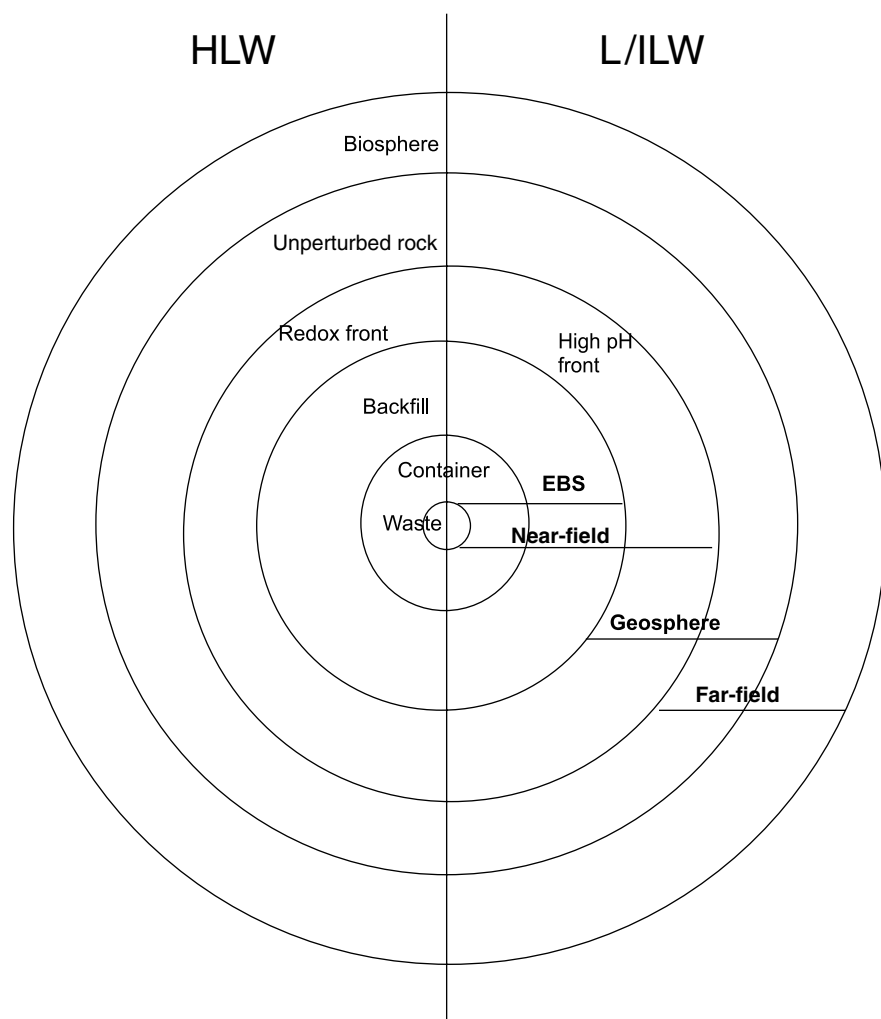 HLW
L/ILW
Biosphere
Unperturbed rock
Redox front
High pH
front
Backfill
Container
EBS
Waste
Near-field
Geosphere
Far-field